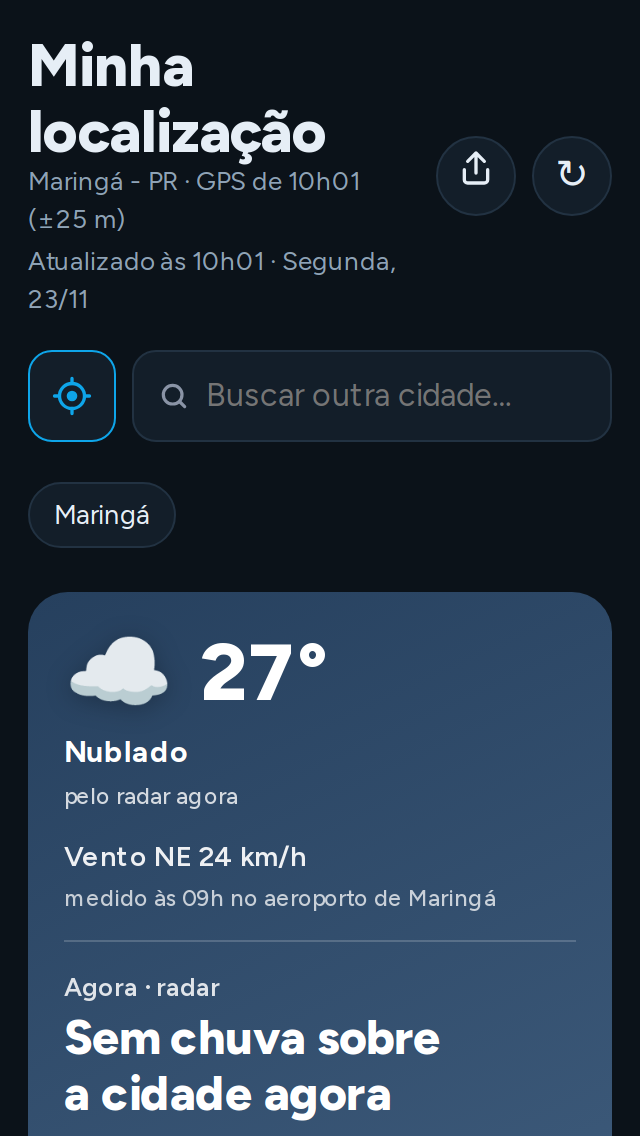 Minha
localização
Maringá - PR · GPS de 10h01
(±25 m)
Atualizado às 10h01 · Segunda,
23/11
Buscar outra cidade...
Maringá
27°
Nublado
pelo radar agora
Vento NE 24 km/h
medido às 09h no aeroporto de Maringá
Agora · radar
Sem chuva sobre
a cidade agora